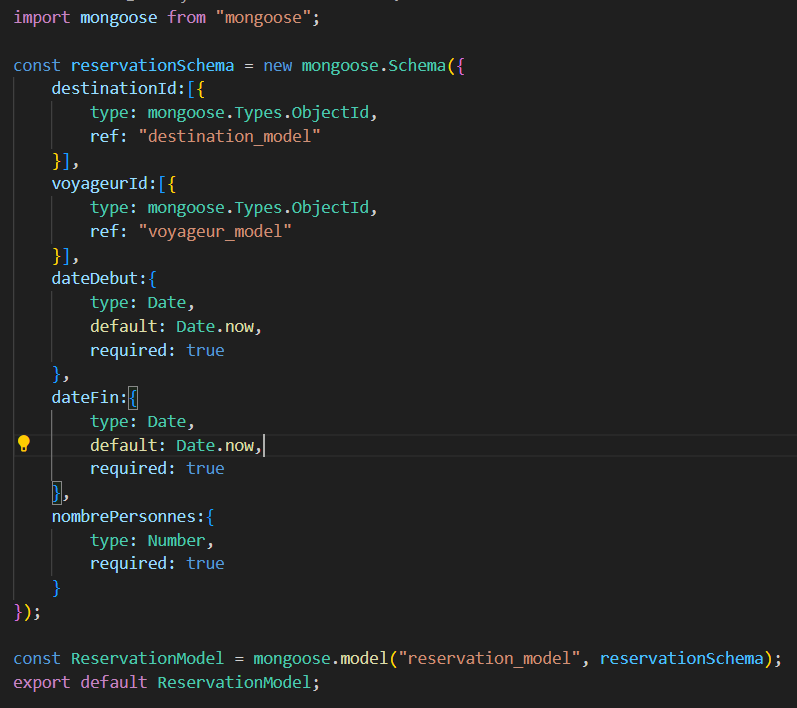 import mongoose from "mongoose";
const reservationSchema = new mongoose.Schema({
    destinationId:[{
        type: mongoose.Types.ObjectId,
        ref: "destination_model"
    }],
    voyageurId:[{
        type: mongoose.Types.ObjectId,
        ref: "voyageur_model"
    }],
    dateDebut:{
        type: Date,
        default: Date.now,
        required: true
    },
    dateFin:{
        type: Date,
        default: Date.now,
        required: true
    },
    nombrePersonnes:{
        type: Number,
        required: true
    }
});
const ReservationModel = mongoose.model("reservation_model", reservationSchema);
export default ReservationModel;